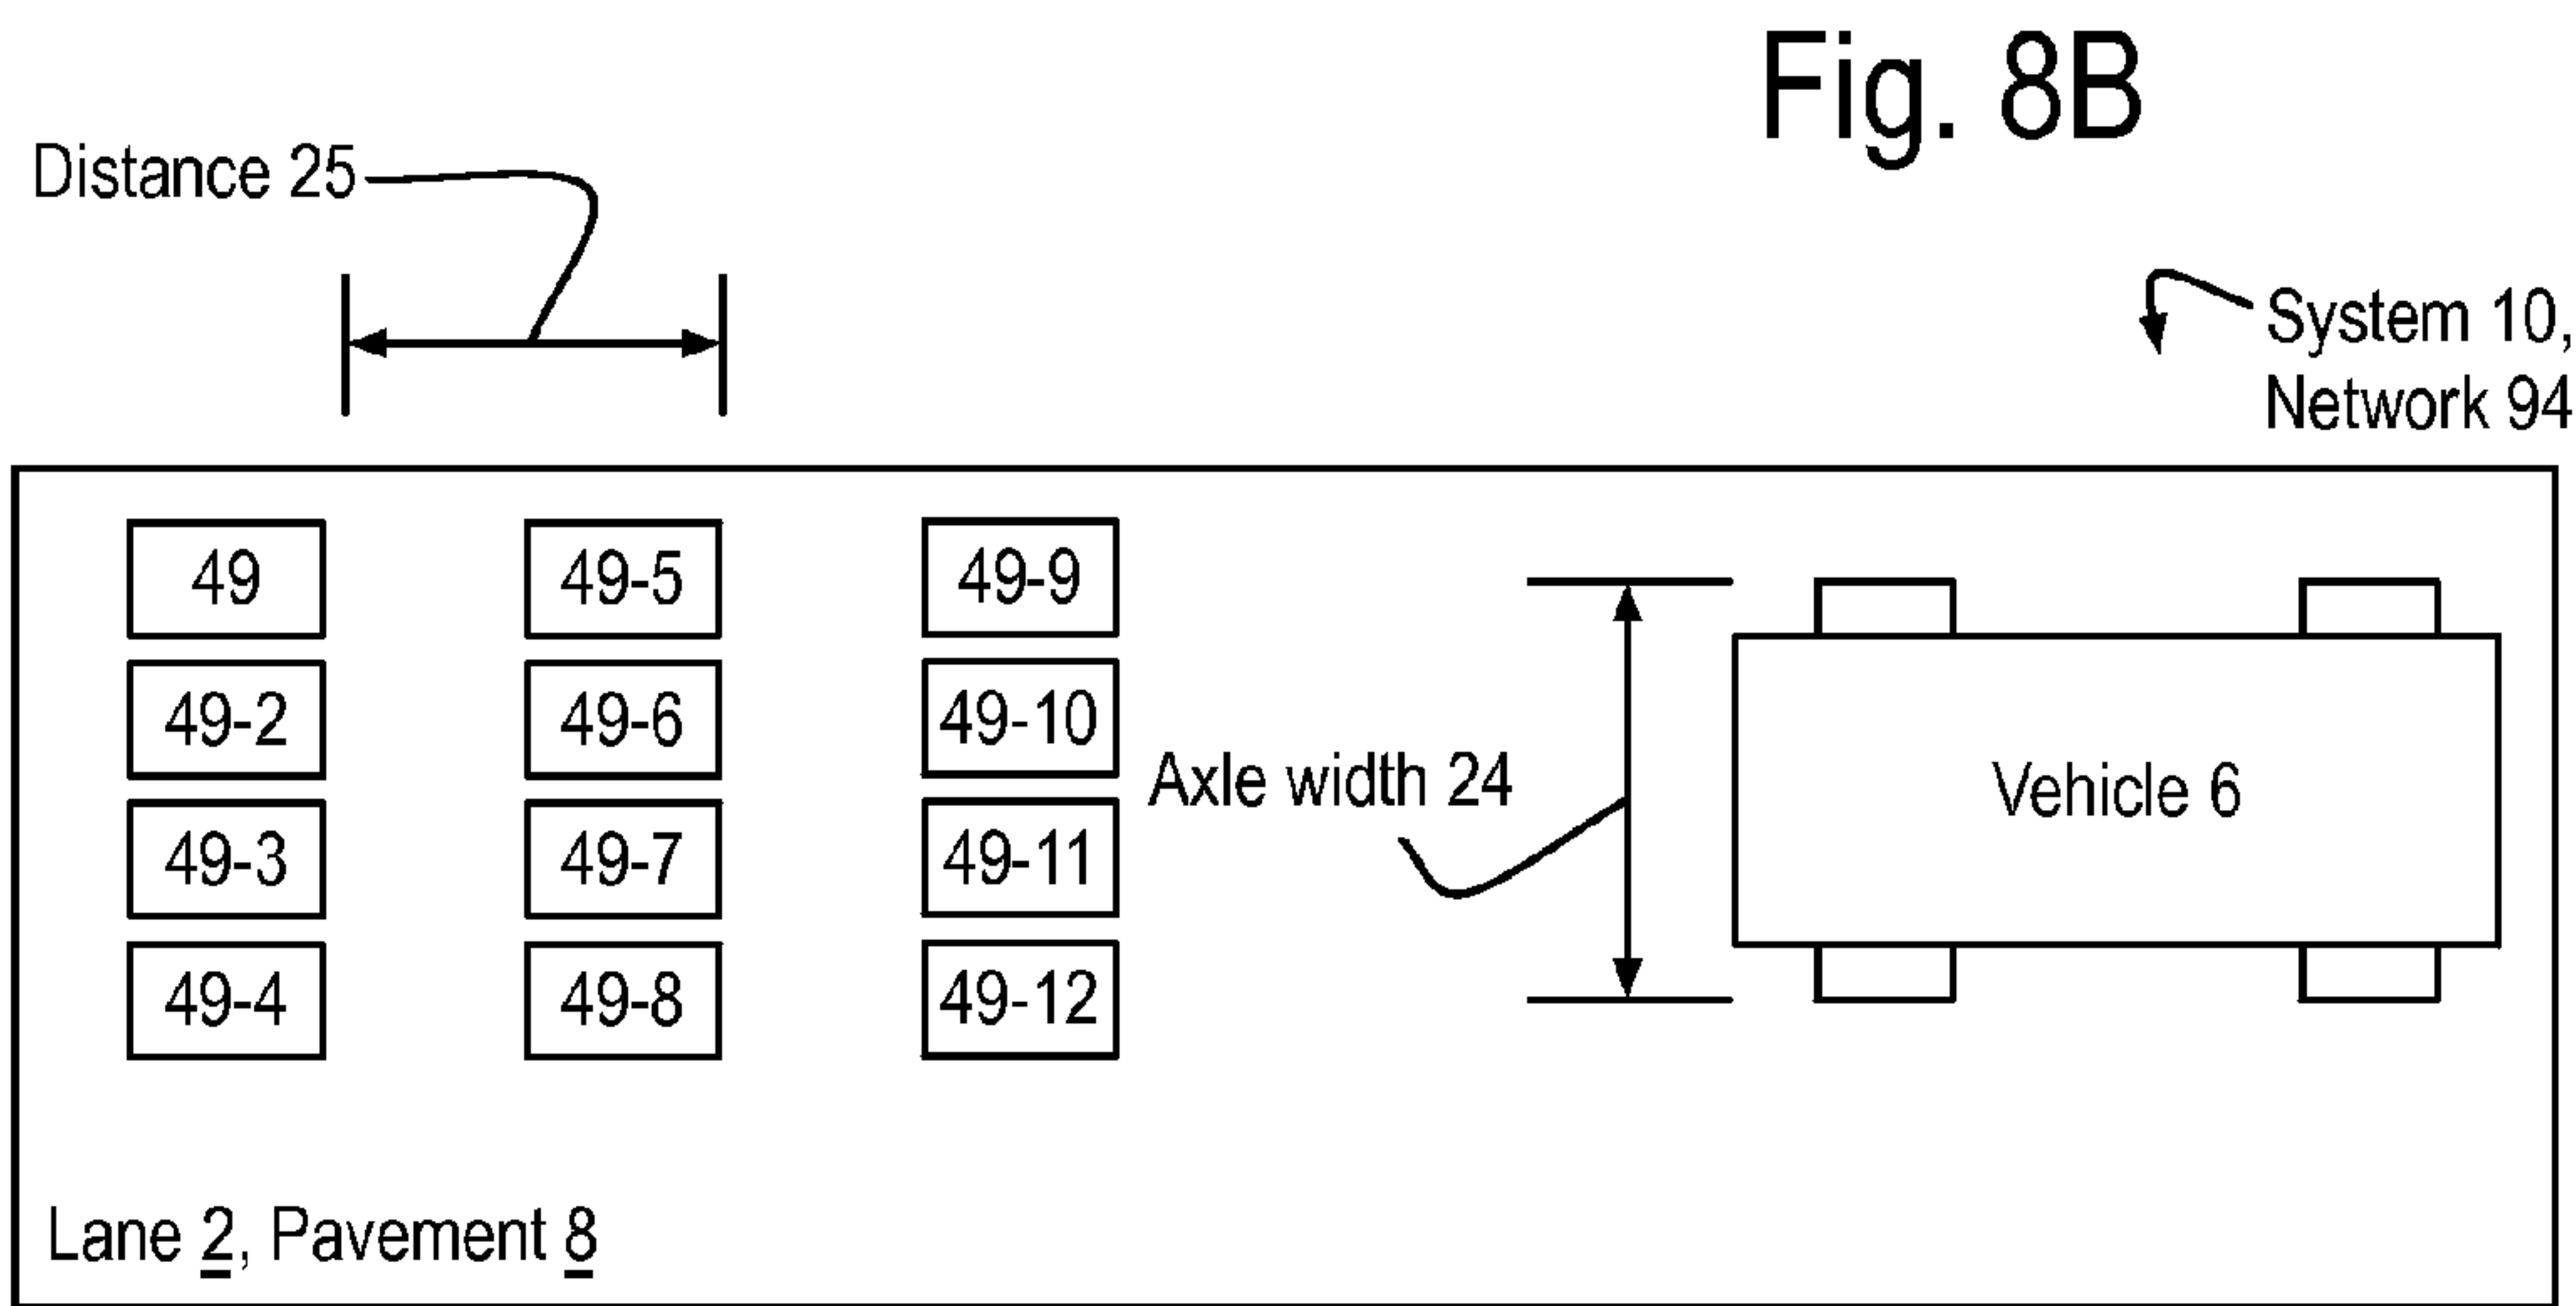 Fig. 8B
Distance 25
System 10,
Network 94
49
49-5
49-9
49-2
49-6
49-10
49-3
49-7
49-11
49-4
49-8
49-12
Axle width 24
Vehicle 6
Lane 2, Pavement 8